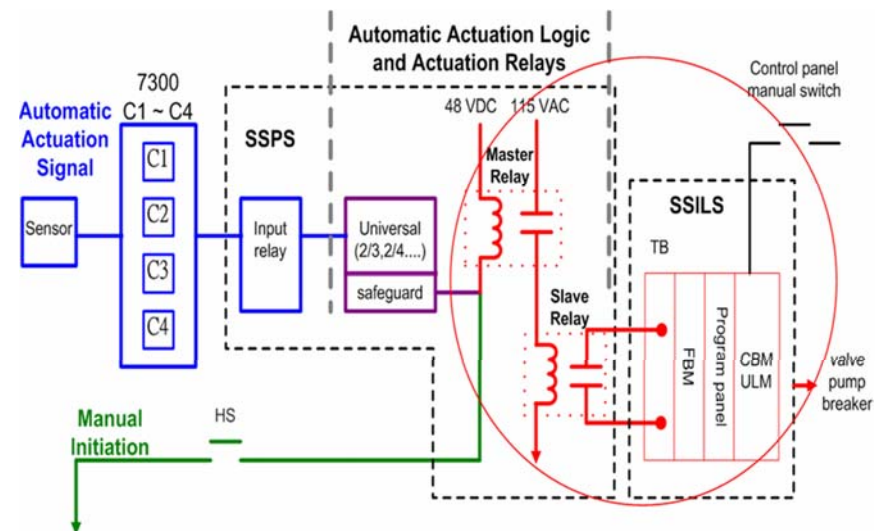 Automatic Actuation Logic
and Actuation Relays
7300
C1 ~ C4
Automatic
Actuation
Signal
Sensor
C1
C2
C3
C4
SSPS
Input
relay
Universal
(2/3,2/4....)
safeguard
48 VDC
115 VAC
Master
Relay
Slave
Relay
Control panel
manual switch
SSILS
TB
FBM
Program panel
CBM
ULM
valve
pump
breaker
Manual
Initiation
HS